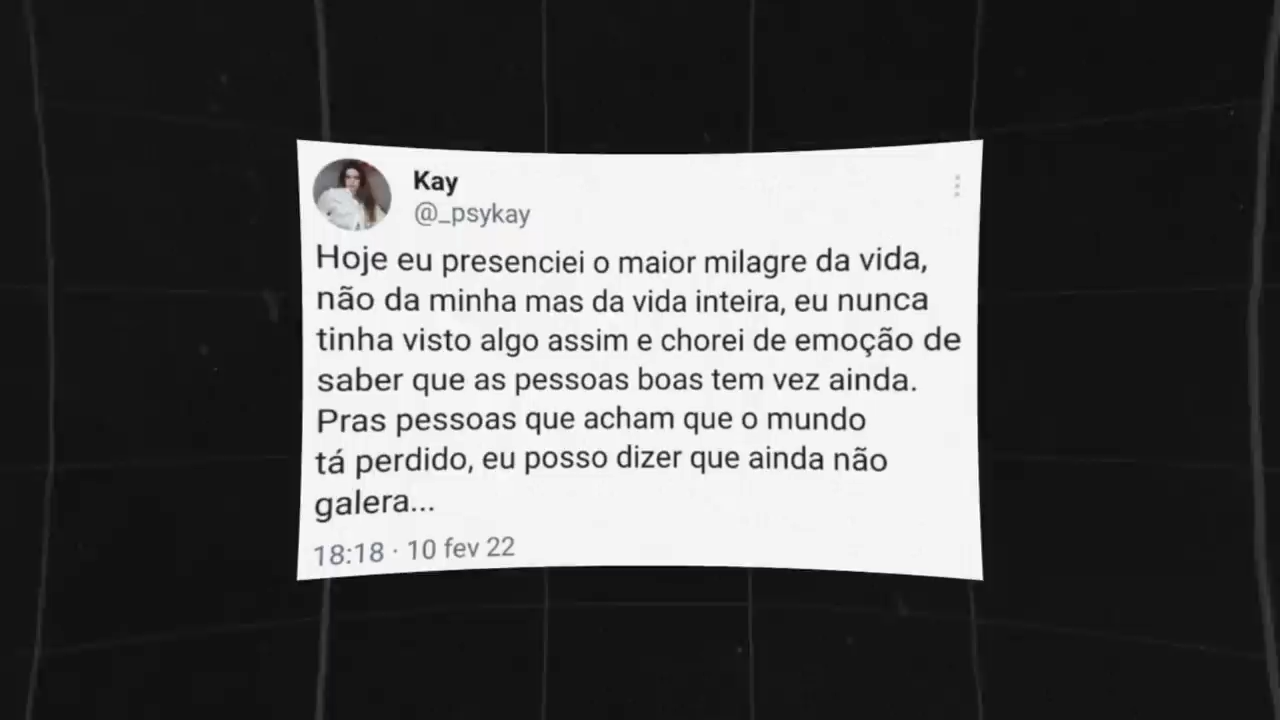 Kay
@_psykay
Hoje eu presenciei o maior milagre da vida,
não da minha mas da vida inteira, eu nunca
tinha visto algo assim e chorei de emoção de
saber que as pessoas boas tem vez ainda.
Pras pessoas que acham que o mundo
tá perdido, eu posso dizer que ainda não
galera...
18:18 · 10 fev 22